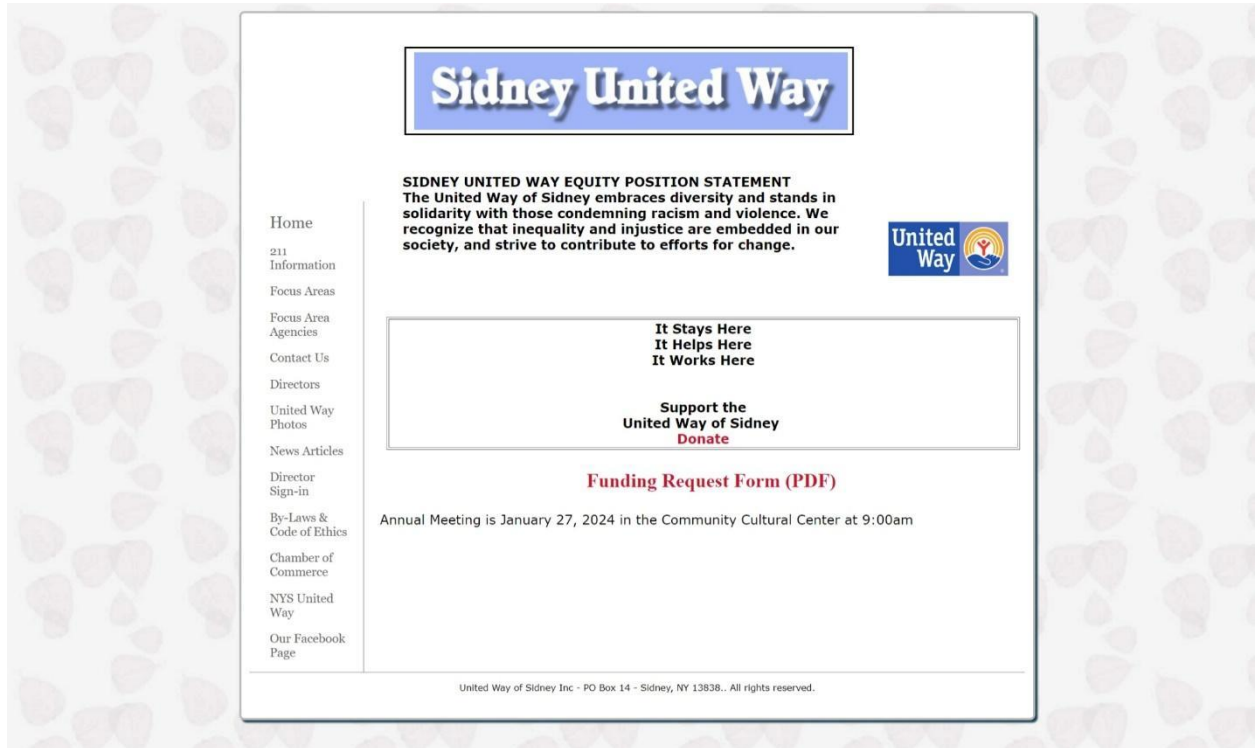 Sidney United Way
SIDNEY UNITED WAY EQUITY POSITION STATEMENT
The United Way of Sidney embraces diversity and stands in
solidarity with those condemning racism and violence. We
recognize that inequality and injustice are embedded in our
society, and strive to contribute to efforts for change.
United
Way
Home
211
Information
Focus Areas
Focus Area
Agencies
Contact Us
Directors
United Way
Photos
News Articles
Director
Sign-in
By-Laws &
Code of Ethics
Chamber of
Commerce
NYS United
Way
Our Facebook
Page
It Stays Here
It Helps Here
It Works Here
Support the
United Way of Sidney
Donate
Funding Request Form (PDF)
Annual Meeting is January 27, 2024 in the Community Cultural Center at 9:00am
United Way of Sidney Inc - PO Box 14 - Sidney, NY 13838.. All rights reserved.